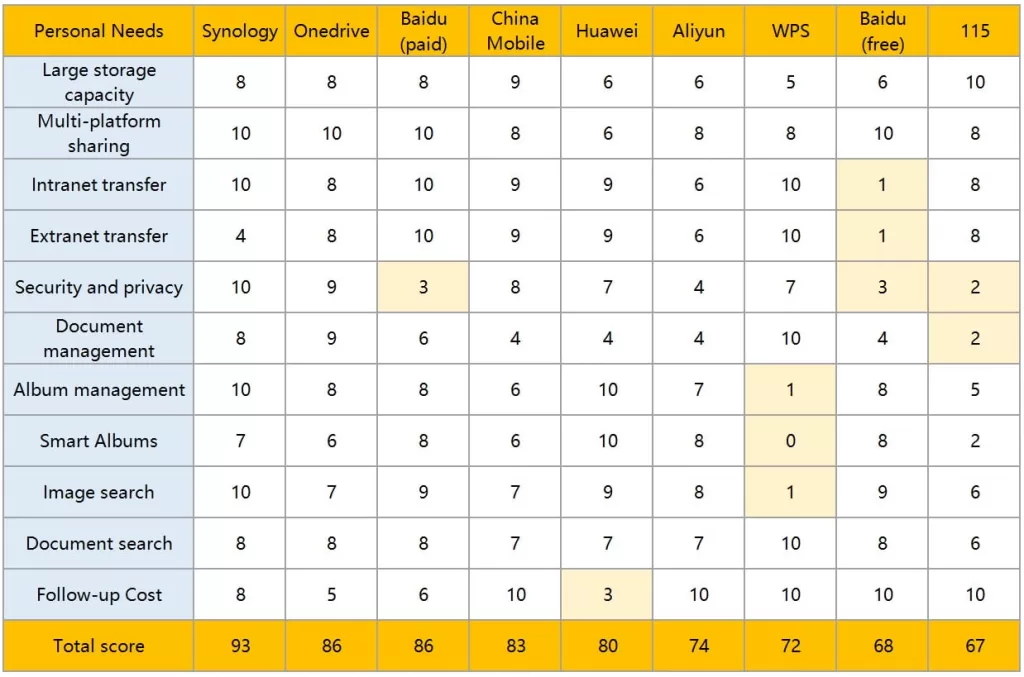 Personal Needs Synology Onedrive Baidu (paid) China Mobile Huawei Aliyun WPS Baidu (free) 115
Large storage capacity 8 8 8 9 6 6 5 6 10
Multi-platform sharing 10 10 10 8 6 8 8 10 8
Intranet transfer 10 8 10 9 9 6 10 1 8
Extranet transfer 4 8 10 9 9 6 10 1 8
Security and privacy 10 9 3 8 7 4 7 3 2
Document management 8 9 6 4 4 4 10 4 2
Album management 10 8 8 6 10 7 1 8 5
Smart Albums 7 6 8 6 10 8 0 8 2
Image search 10 7 9 7 9 8 1 9 6
Document search 8 8 8 7 7 7 10 8 6
Follow-up Cost 8 5 6 10 3 10 10 10 10
Total score 93 86 86 83 80 74 72 68 67